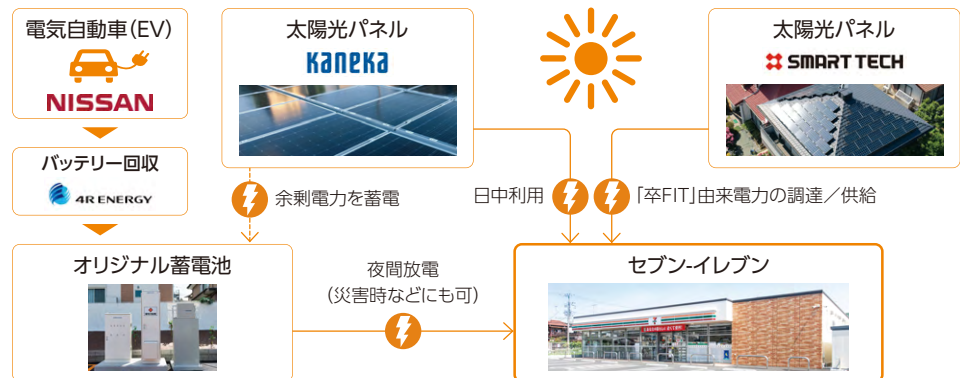 電気自動車（EV）
NISSAN
バッテリー回収
4R ENERGY
オリジナル蓄電池
太陽光パネル
Kaneka
余剰電力を蓄電
日中利用
太陽光パネル
SMART TECH
「卒FIT」由来電力の調達／供給
夜間放電
（災害時などにも可）
セブン-イレブン